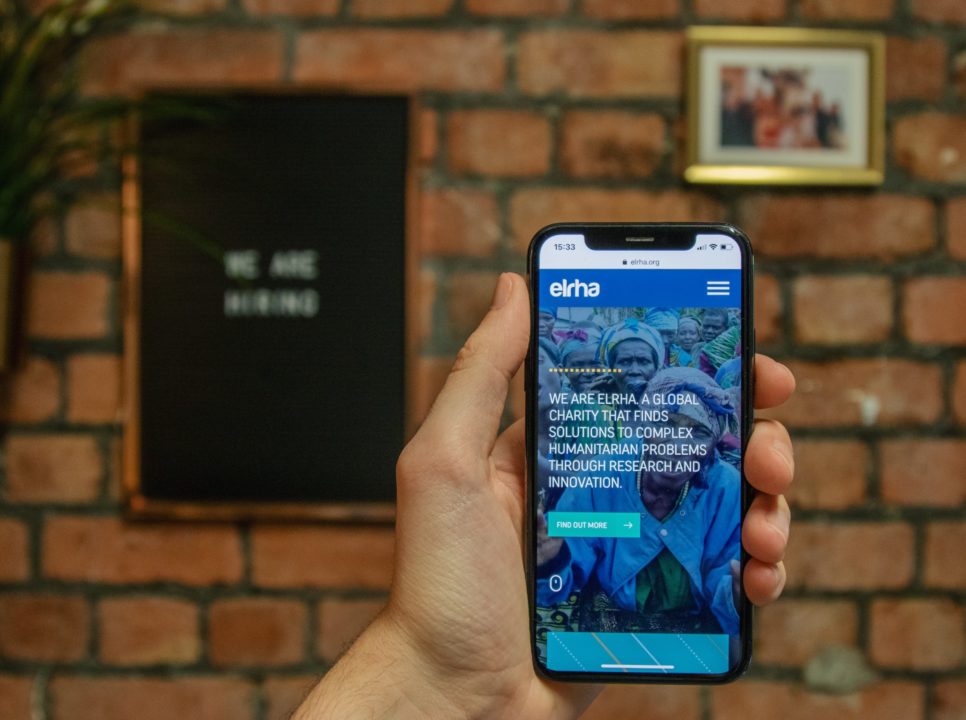 WE ARE
HIRING
15:33
elrha.org
elrha
WE ARE ELRHA. A GLOBAL
CHARITY THAT FINDS
SOLUTIONS TO COMPLEX
HUMANITARIAN PROBLEMS
THROUGH RESEARCH AND
INNOVATION.
FIND OUT MORE